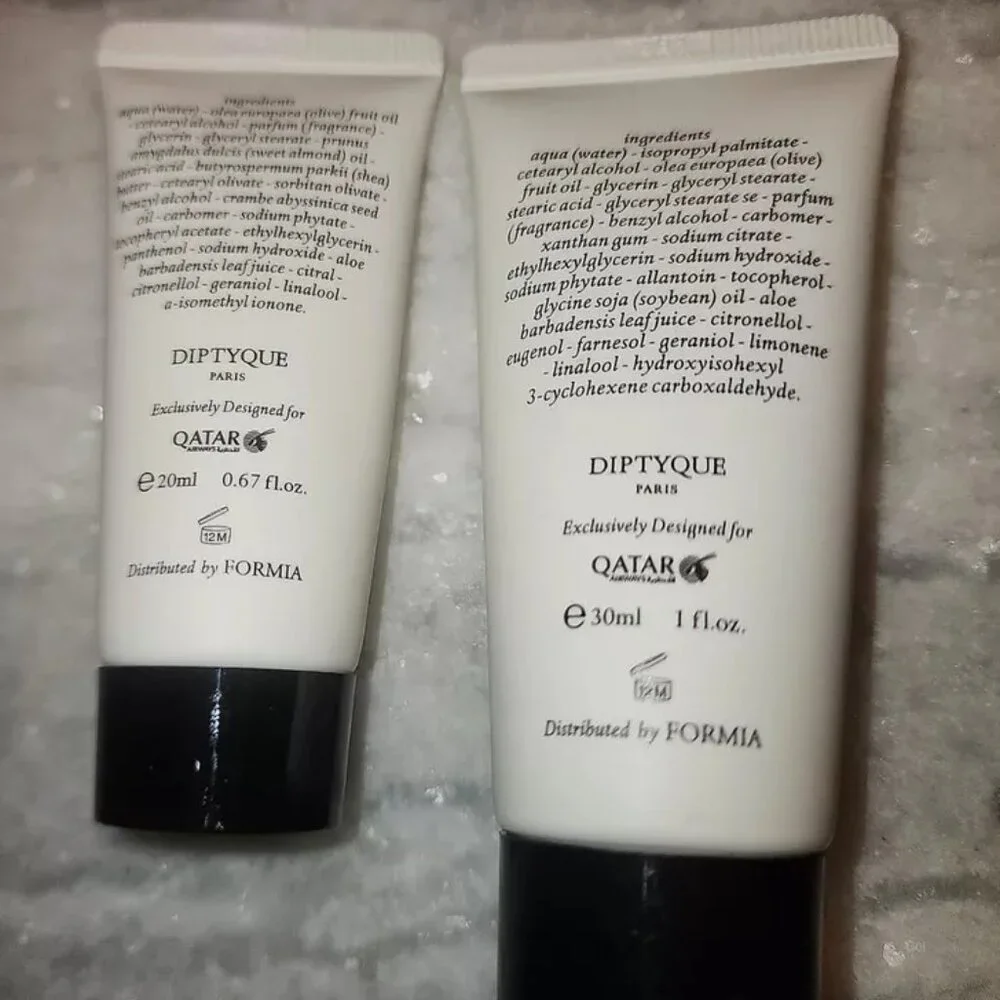 ingredients
aqua (water) - olea europaea (olive) fruit oil
- cetearyl alcohol - parfum (fragrance) -
glycerin - glyceryl stearate - prunus
amygdalus dulcis (sweet almond) oil -
stearic acid - butyrospermum parkii (shea)
butter - cetearyl olivate - sorbitan olivate -
benzyl alcohol - crambe abyssinica seed
oil - carbomer - sodium phytate -
tocopheryl acetate - ethylhexylglycerin -
panthenol - sodium hydroxide - aloe
barbadensis leaf juice - citral -
citronellol - geraniol - linalool -
a-isomethyl ionone.
DIPTYQUE
PARIS
Exclusively Designed for
QATAR
AIRWAYS القطرية
e 20ml 0.67 fl.oz.
12M
Distributed by FORMIA
ingredients
aqua (water) - isopropyl palmitate -
cetearyl alcohol - olea europaea (olive)
fruit oil - glycerin - glyceryl stearate -
stearic acid - glyceryl stearate se - parfum
(fragrance) - benzyl alcohol - carbomer -
xanthan gum - sodium citrate -
ethylhexylglycerin - sodium hydroxide -
sodium phytate - allantoin - tocopherol -
glycine soja (soybean) oil - aloe
barbadensis leaf juice - citronellol -
eugenol - farnesol - geraniol - limonene
- linalool - hydroxyisohexyl
3-cyclohexene carboxaldehyde.
DIPTYQUE
PARIS
Exclusively Designed for
QATAR
AIRWAYS القطرية
e 30ml 1 fl.oz.
12M
Distributed by FORMIA